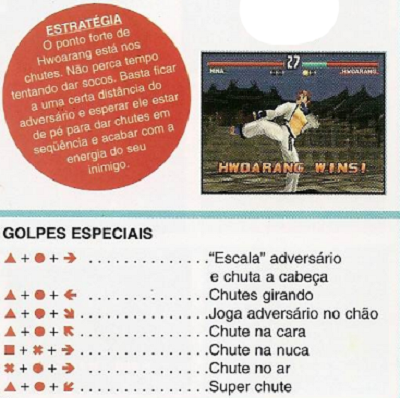 ESTRATÉGIA
O ponto forte de
Hwoarang está nos
chutes. Não perca tempo
tentando dar socos. Basta ficar
a uma certa distância do
adversário e esperar ele estar
de pé para dar chutes em
seqüência e acabar com a
energia do seu
inimigo.
27
NINA
HWOARANG
HWOARANG WINS!
GOLPES ESPECIAIS
▲ + ● + → ..............."Escala" adversário
e chuta a cabeça
▲ + ● + ← ...............Chutes girando
▲ + ● + ↘ ...............Joga adversário no chão
▲ + ● + ↖ ...............Chute na cara
■ + ✖ + → ...............Chute na nuca
✖ + ● + → ...............Chute no ar
▲ + ● + ↙ ...............Super chute